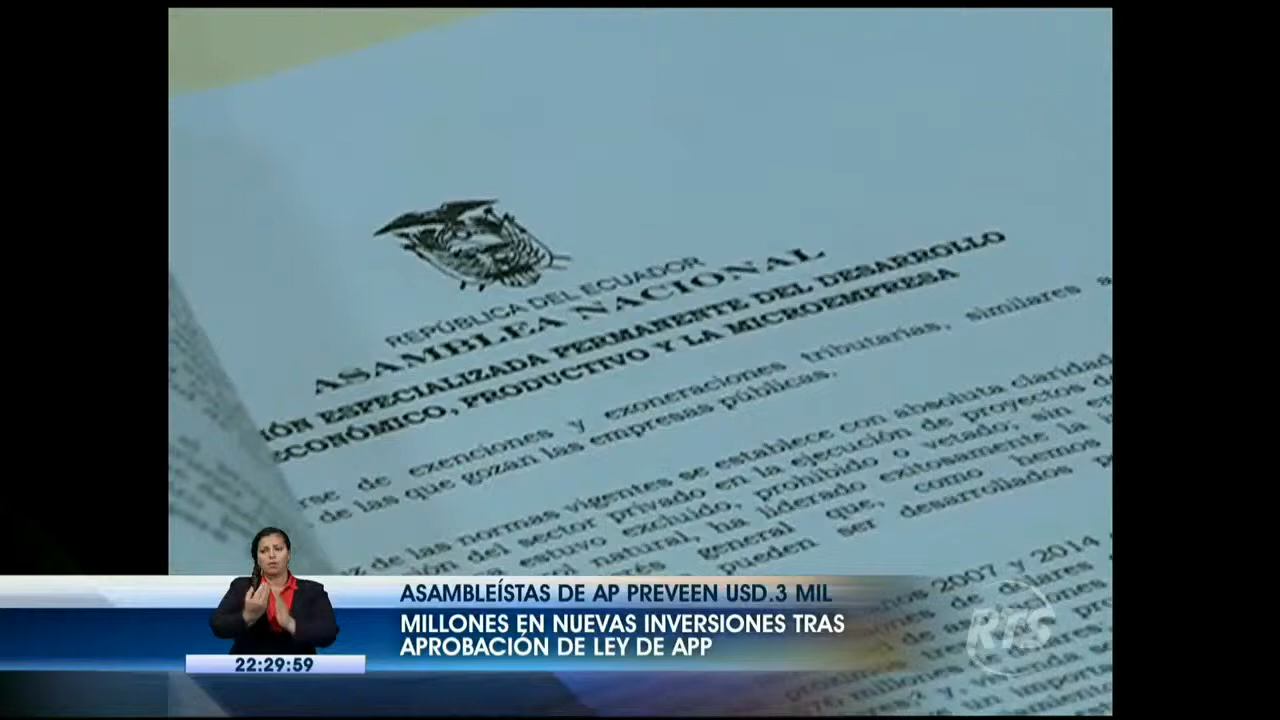 REPÚBLICA DEL ECUADOR
ASAMBLEA NACIONAL
ESPECIALIZADA PERMANENTE DEL DESARROLLO
ECONÓMICO, PRODUCTIVO Y LA MICROEMPRESA
de exenciones y exoneraciones tributarias, similares a
de las que gozan las empresas públicas.
de las normas vigentes se establece con absoluta claridad
del sector privado en la ejecución de proyectos de
estuvo excluido, prohibido o vetado; sin
natural, ha liderado exitosamente la
general que, como hemos
pueden ser desarrollados
2007 y 2014
de dólares
ASAMBLEÍSTAS DE AP PREVEEN USD.3 MIL
MILLONES EN NUEVAS INVERSIONES TRAS
APROBACIÓN DE LEY DE APP
22:29:59
RTS